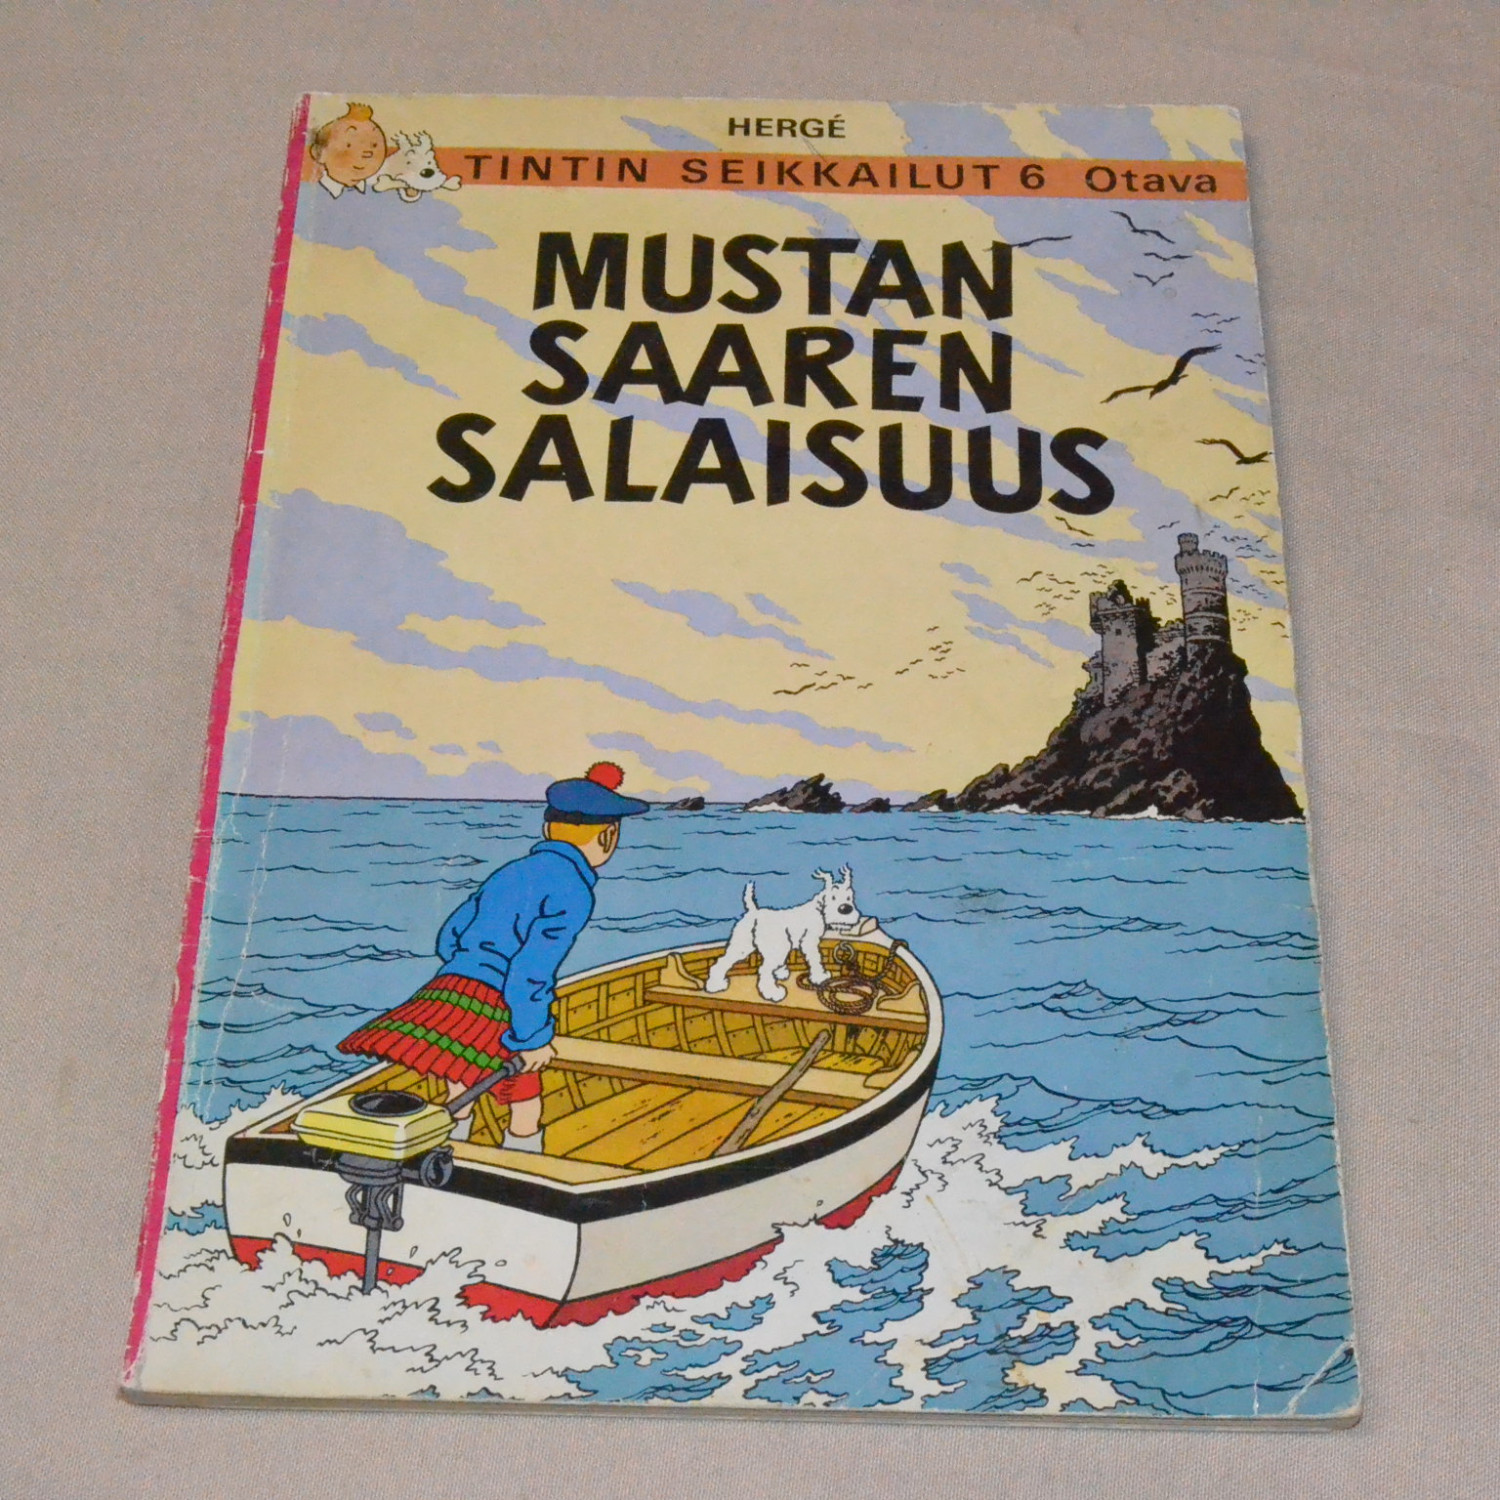 HERGÉ
TINTIN SEIKKAILUT 6 Otava
MUSTAN
SAAREN
SALAISUUS